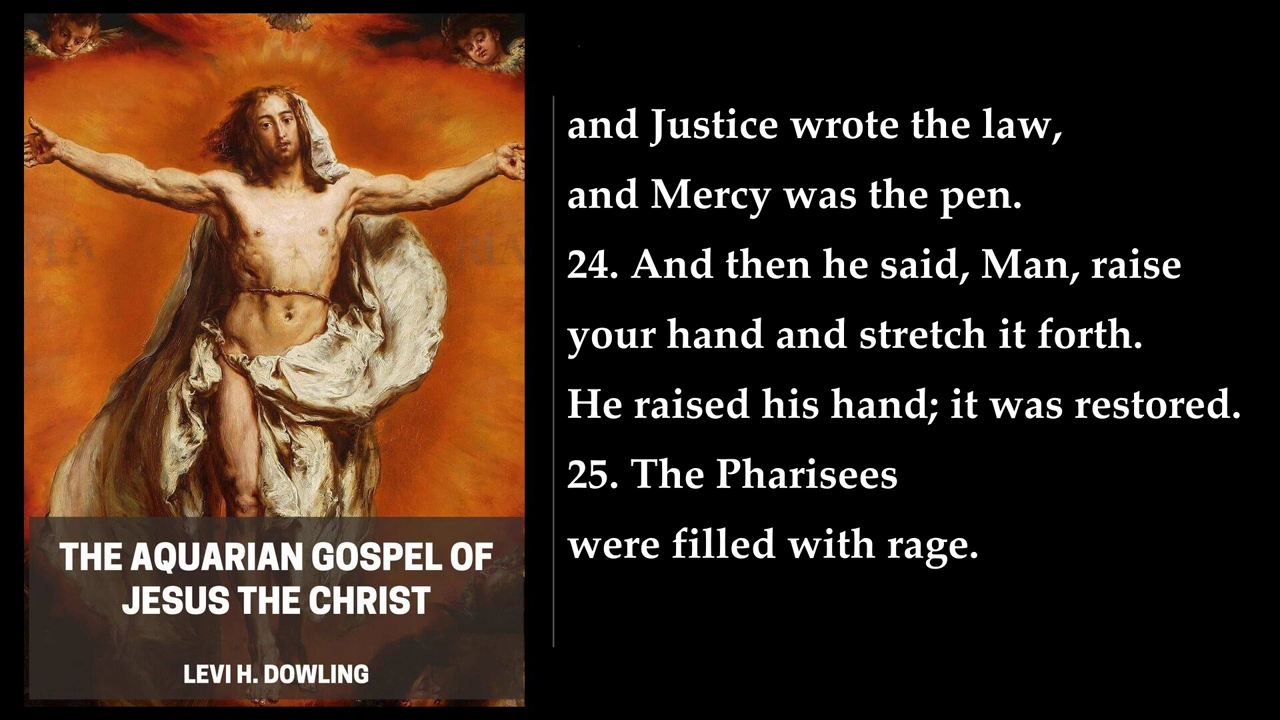 THE AQUARIAN GOSPEL OF
JESUS THE CHRIST
LEVI H. DOWLING
and Justice wrote the law,
and Mercy was the pen.
24. And then he said, Man, raise
your hand and stretch it forth.
He raised his hand; it was restored.
25. The Pharisees
were filled with rage.